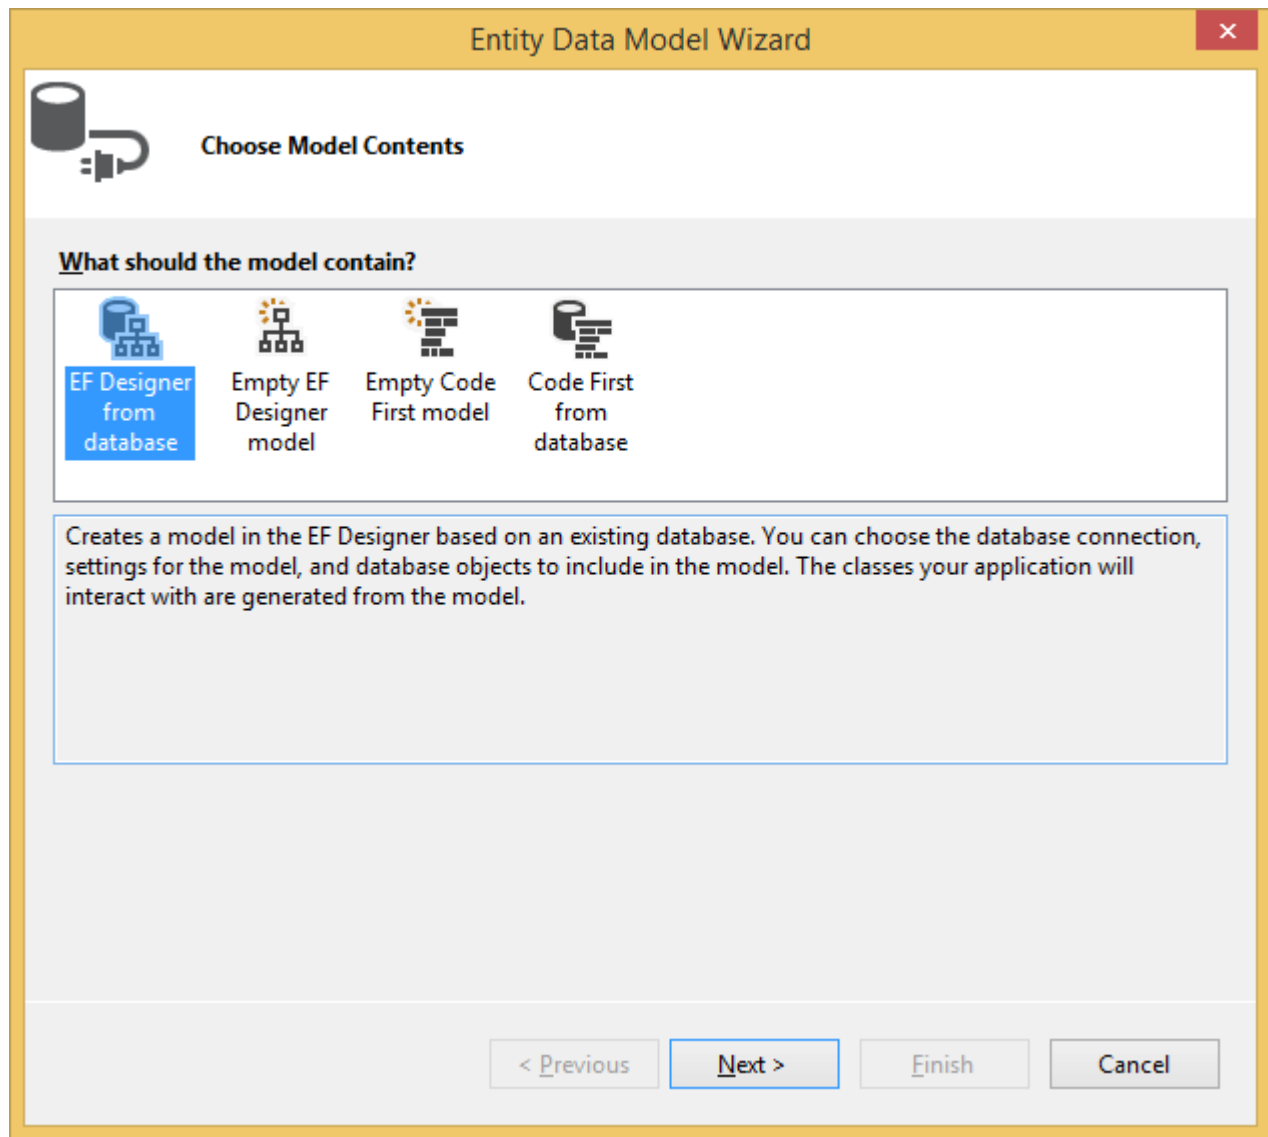 Entity Data Model Wizard
Choose Model Contents
What should the model contain?
EF Designer
from
database
Empty EF
Designer
model
Empty Code
First model
Code First
from
database
Creates a model in the EF Designer based on an existing database. You can choose the database connection,
settings for the model, and database objects to include in the model. The classes your application will
interact with are generated from the model.
< Previous
Next >
Finish
Cancel